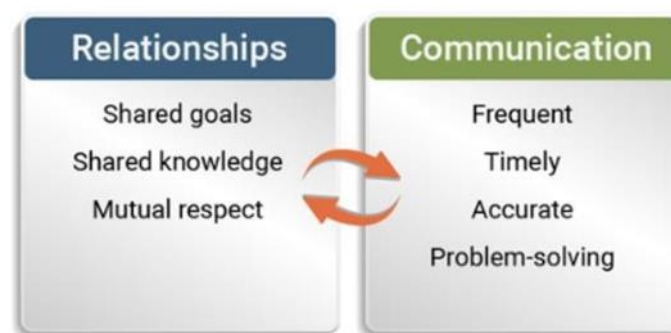 Relationships
Shared goals
Shared knowledge
Mutual respect
Communication
Frequent
Timely
Accurate
Problem-solving